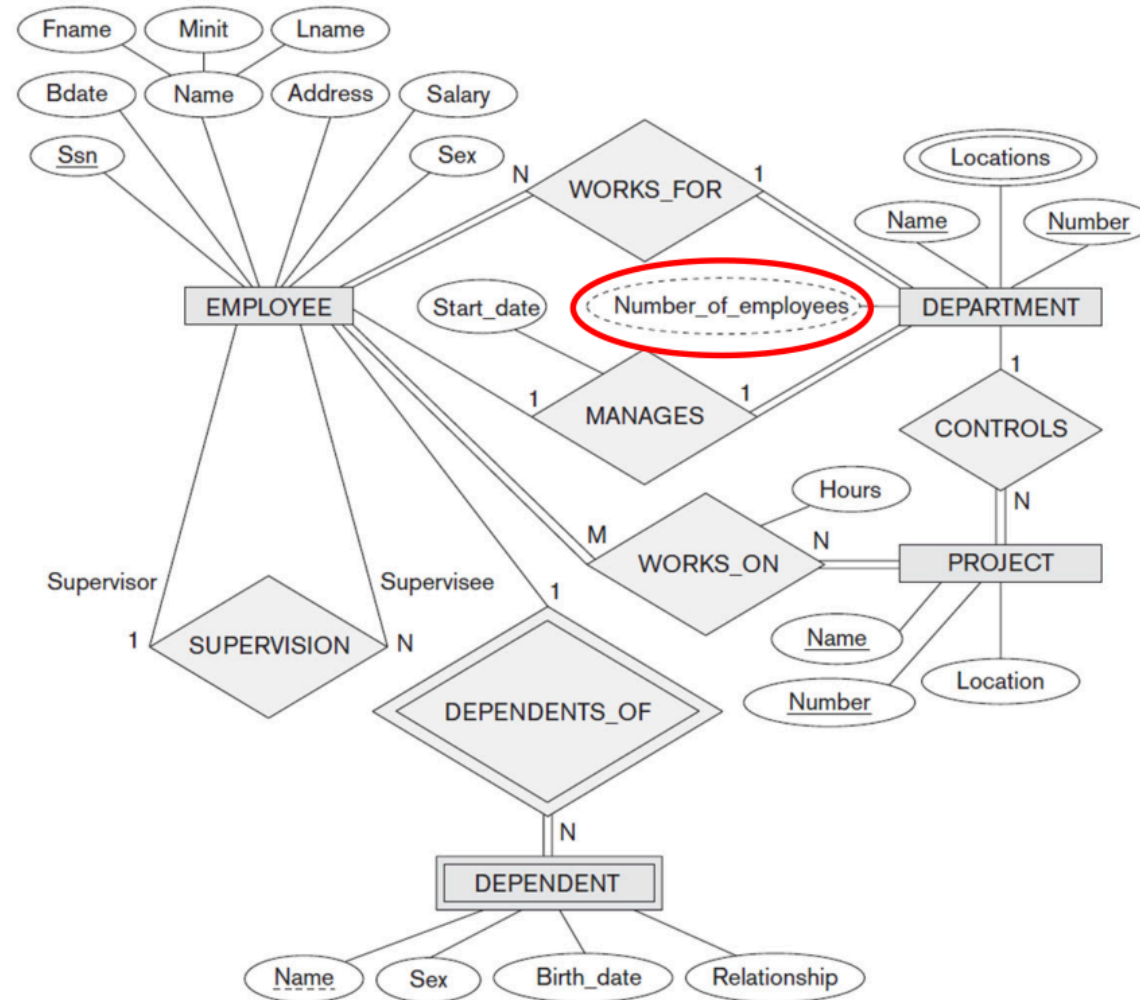 Fname
Minit
Lname
Bdate
Name
Address
Salary
Ssn
Sex
N
WORKS_FOR
1
Locations
Name
Number
EMPLOYEE
Start_date
Number_of_employees
DEPARTMENT
1
MANAGES
1
1
CONTROLS
N
Hours
M
WORKS_ON
N
PROJECT
Supervisor
Supervisee
1
SUPERVISION
N
1
Name
Number
Location
DEPENDENTS_OF
N
DEPENDENT
Name
Sex
Birth_date
Relationship